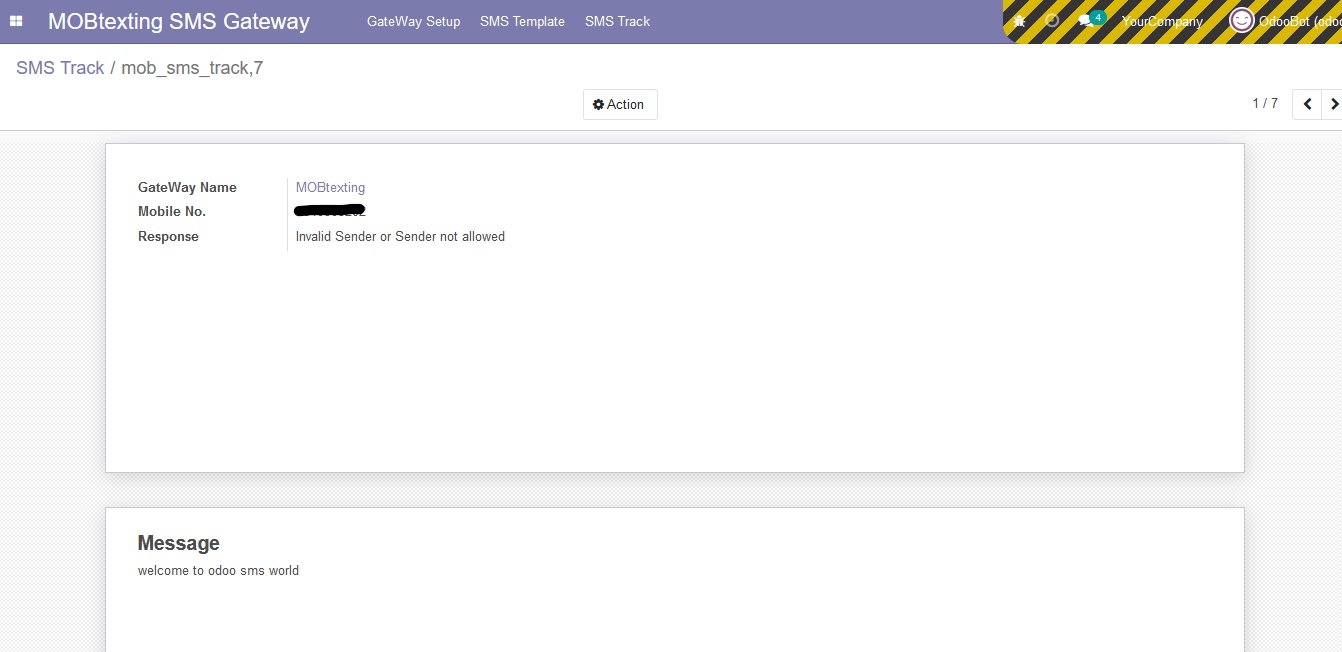 MOBtexting SMS Gateway GateWay Setup SMS Template SMS Track 4 YourCompany OdooBot (odoo
SMS Track / mob_sms_track,7
Action 1 / 7
GateWay Name MOBtexting
Mobile No.
Response Invalid Sender or Sender not allowed
Message
welcome to odoo sms world